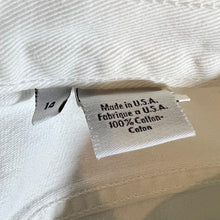 14
Made in U.S.A.
Fabriqué à U.S.A.
100% Cotton-
Coton